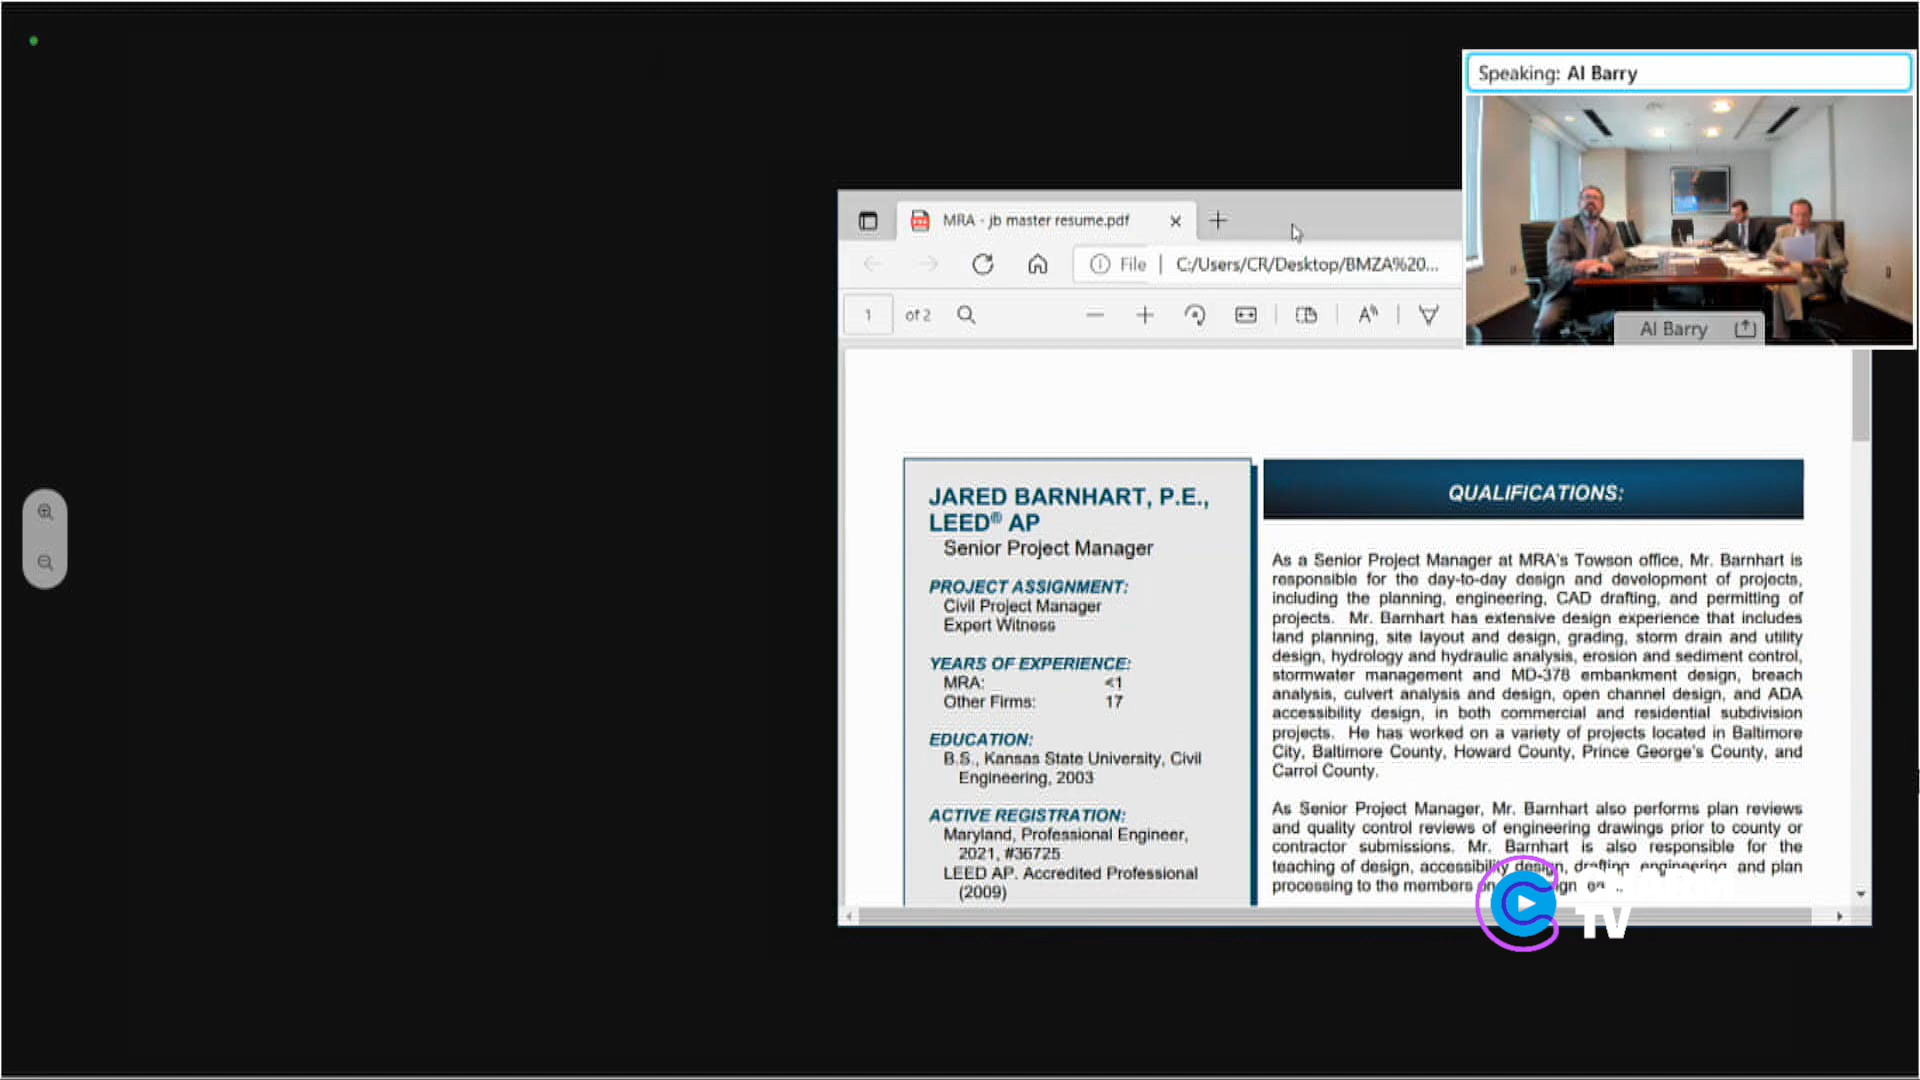 Speaking: Al Barry
Al Barry
MRA - jb master resume.pdf
File | C:/Users/CR/Desktop/BMZA%20...
1 of 2
JARED BARNHART, P.E.,
LEED® AP
Senior Project Manager
PROJECT ASSIGNMENT:
Civil Project Manager
Expert Witness
YEARS OF EXPERIENCE:
MRA: <1
Other Firms: 17
EDUCATION:
B.S., Kansas State University, Civil
Engineering, 2003
ACTIVE REGISTRATION:
Maryland, Professional Engineer,
2021, #36725
LEED AP. Accredited Professional
(2009)
QUALIFICATIONS:
As a Senior Project Manager at MRA's Towson office, Mr. Barnhart is
responsible for the day-to-day design and development of projects,
including the planning, engineering, CAD drafting, and permitting of
projects. Mr. Barnhart has extensive design experience that includes
land planning, site layout and design, grading, storm drain and utility
design, hydrology and hydraulic analysis, erosion and sediment control,
stormwater management and MD-378 embankment design, breach
analysis, culvert analysis and design, open channel design, and ADA
accessibility design, in both commercial and residential subdivision
projects. He has worked on a variety of projects located in Baltimore
City, Baltimore County, Howard County, Prince George's County, and
Carrol County.
As Senior Project Manager, Mr. Barnhart also performs plan reviews
and quality control reviews of engineering drawings prior to county or
contractor submissions. Mr. Barnhart is also responsible for the
teaching of design, accessibility design, drafting, engineering, and plan
processing to the members
TV